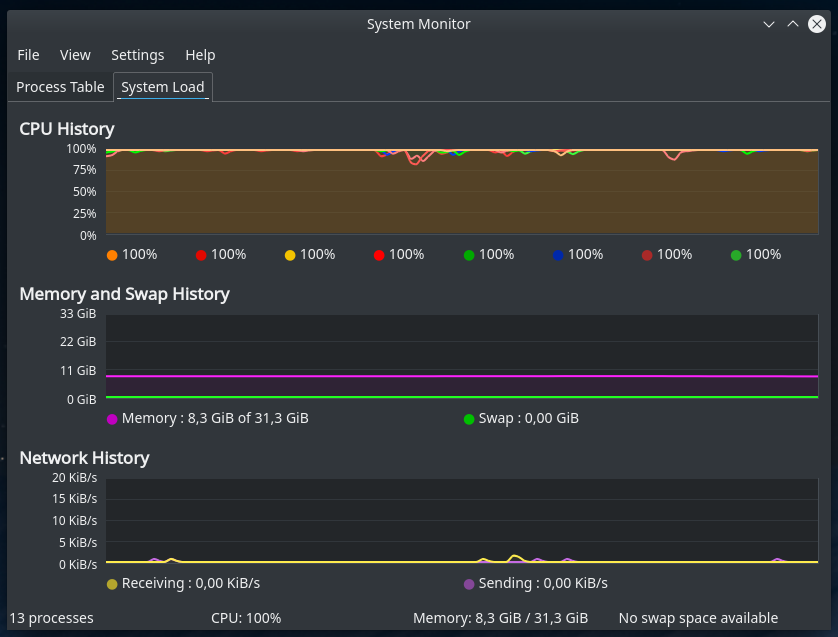 System Monitor
File View Settings Help
Process Table System Load
CPU History
100%
75%
50%
25%
0%
100% 100% 100% 100% 100% 100% 100% 100%
Memory and Swap History
33 GiB
22 GiB
11 GiB
0 GiB
Memory : 8,3 GiB of 31,3 GiB Swap : 0,00 GiB
Network History
20 KiB/s
15 KiB/s
10 KiB/s
5 KiB/s
0 KiB/s
Receiving : 0,00 KiB/s Sending : 0,00 KiB/s
13 processes CPU: 100% Memory: 8,3 GiB / 31,3 GiB No swap space available